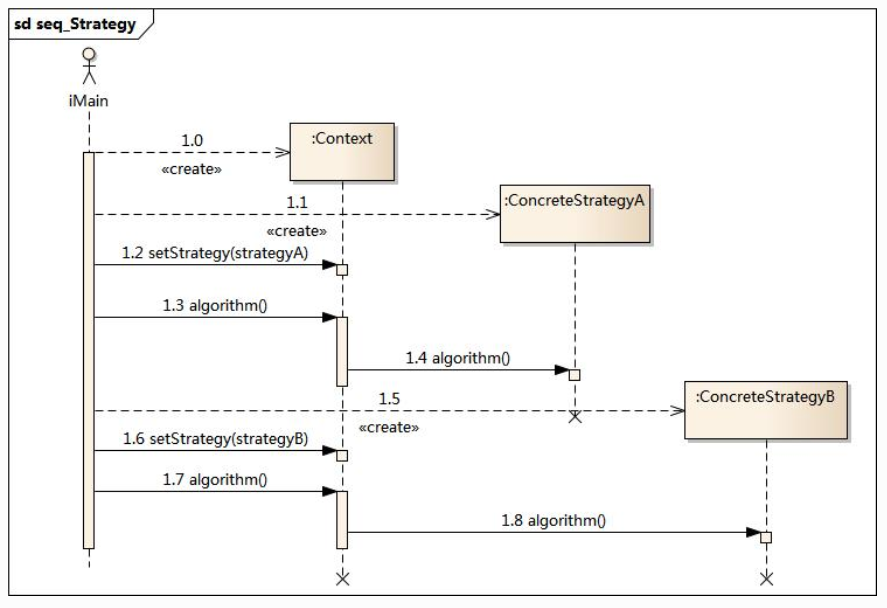 sd seq_Strategy
iMain
1.0
:Context
«create»
1.1
:ConcreteStrategyA
«create»
1.2 setStrategy(strategyA)
1.3 algorithm()
1.4 algorithm()
1.5
:ConcreteStrategyB
«create»
1.6 setStrategy(strategyB)
1.7 algorithm()
1.8 algorithm()